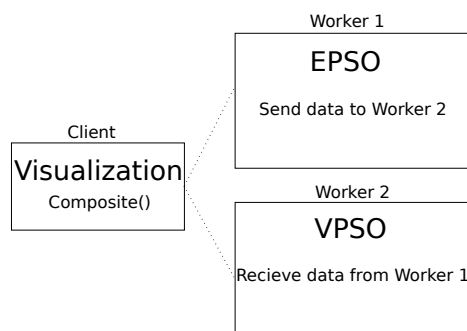 Worker 1
EPSO
Send data to Worker 2
Client
Visualization
Composite()
Worker 2
VPSO
Recieve data from Worker 1